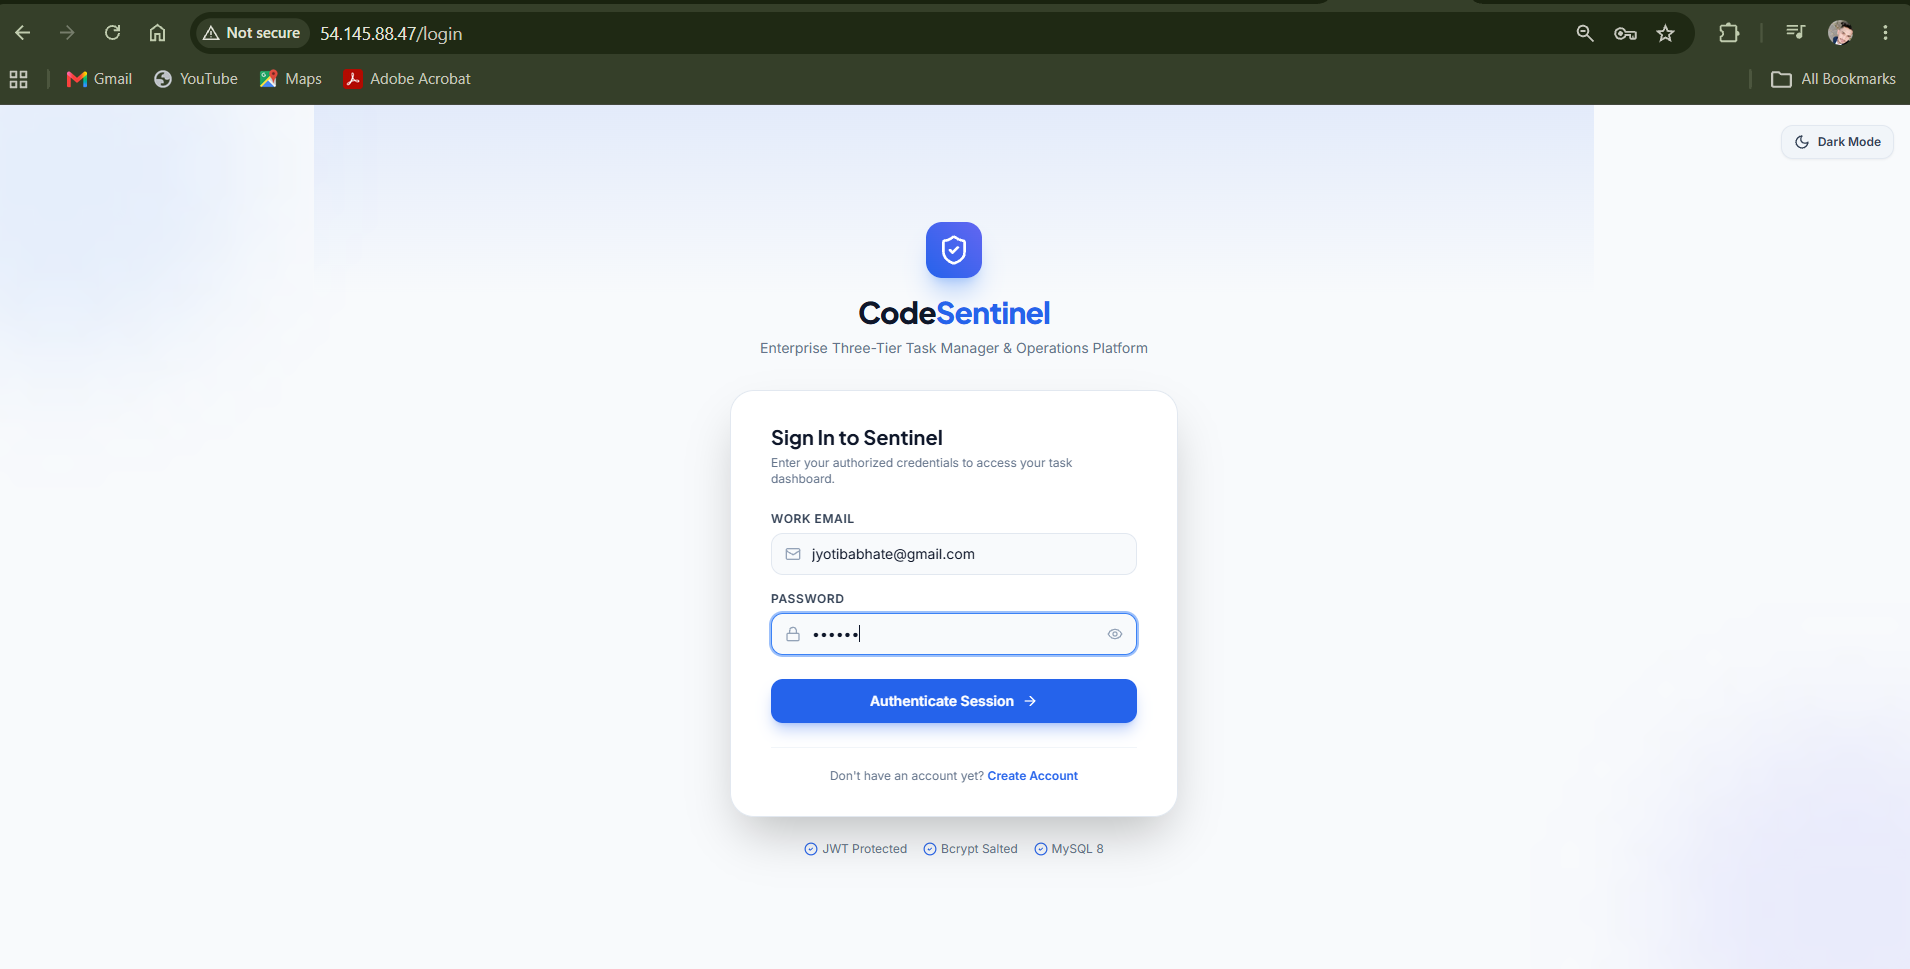 Not secure 54.145.88.47/login
Gmail YouTube Maps Adobe Acrobat All Bookmarks
Dark Mode
CodeSentinel
Enterprise Three-Tier Task Manager & Operations Platform
Sign In to Sentinel
Enter your authorized credentials to access your task
dashboard.
WORK EMAIL
jyotibabhate@gmail.com
PASSWORD
••••••
Authenticate Session →
Don't have an account yet? Create Account
JWT Protected Bcrypt Salted MySQL 8